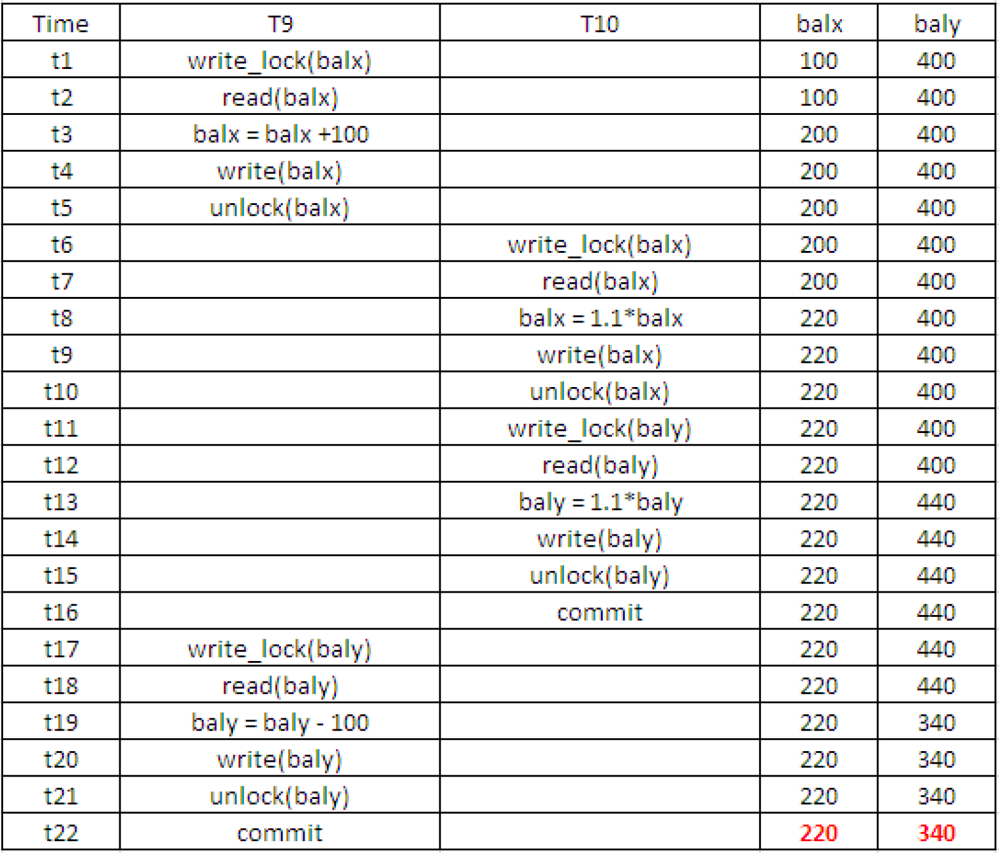 Time T9 T10 balx baly
t1 write_lock(balx) 100 400
t2 read(balx) 100 400
t3 balx = balx +100 200 400
t4 write(balx) 200 400
t5 unlock(balx) 200 400
t6 write_lock(balx) 200 400
t7 read(balx) 200 400
t8 balx = 1.1*balx 220 400
t9 write(balx) 220 400
t10 unlock(balx) 220 400
t11 write_lock(baly) 220 400
t12 read(baly) 220 400
t13 baly = 1.1*baly 220 440
t14 write(baly) 220 440
t15 unlock(baly) 220 440
t16 commit 220 440
t17 write_lock(baly) 220 440
t18 read(baly) 220 440
t19 baly = baly - 100 220 340
t20 write(baly) 220 340
t21 unlock(baly) 220 340
t22 commit 220 340